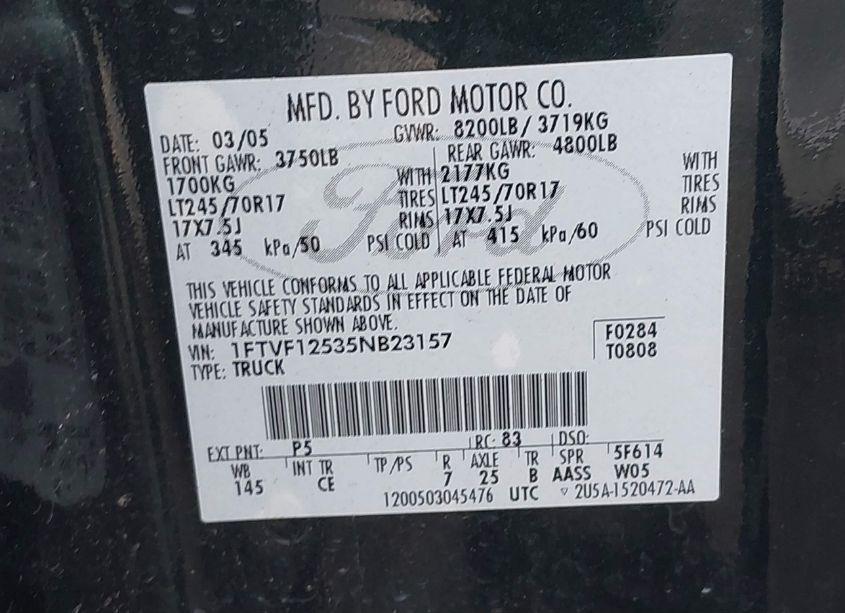 MFD. BY FORD MOTOR CO.
DATE: 03/05 GVWR: 8200LB / 3719KG
FRONT GAWR: 3750LB REAR GAWR: 4800LB
1700KG WITH 2177KG WITH
LT245/70R17 TIRES LT245/70R17 TIRES
17X7.5J RIMS 17X7.5J RIMS
AT 345 kPa/50 PSI COLD AT 415 kPa/60 PSI COLD
Ford
THIS VEHICLE CONFORMS TO ALL APPLICABLE FEDERAL MOTOR
VEHICLE SAFETY STANDARDS IN EFFECT ON THE DATE OF
MANUFACTURE SHOWN ABOVE.
VIN: 1FTVF12535NB23157 F0284
TYPE: TRUCK T0808
EXT PNT: P5 RC: 83 DSO:
WB INT TR TP/PS R AXLE TR SPR 5F614
145 CE 7 25 B AASS W05
1200503045476 UTC ▽ 2U5A-1520472-AA